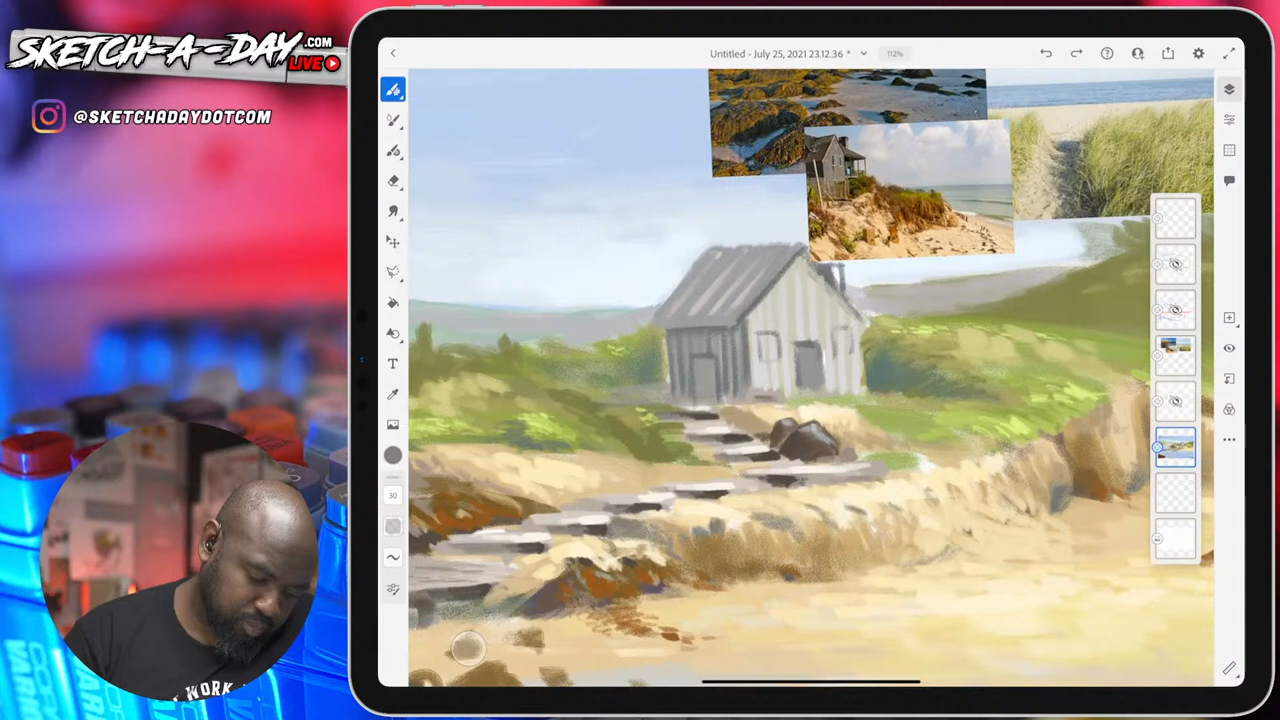 SKETCH-A-DAY.COM
LIVE
@SKETCHADAYDOTCOM
Untitled - July 25, 2021 23.12.36 *
112%
T
30
WORK